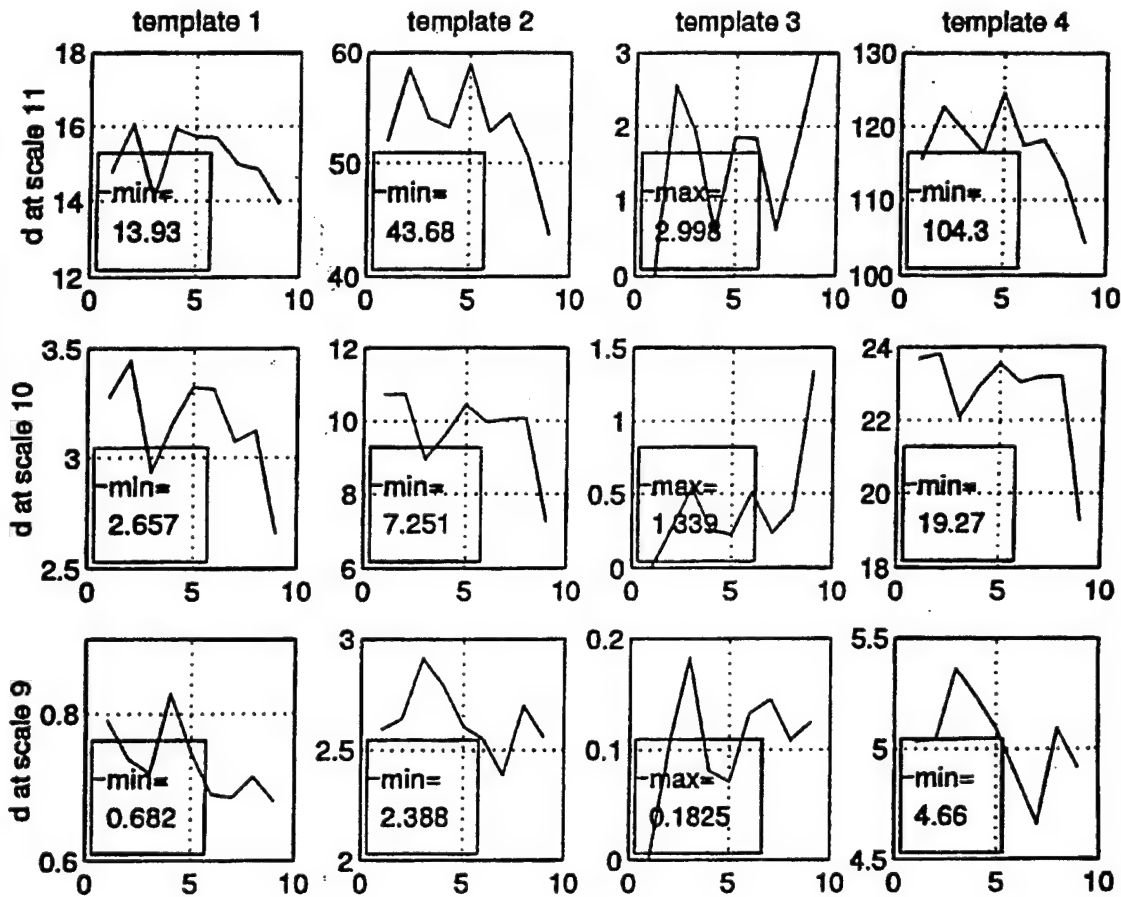 template 1 template 2 template 3 template 4
d at scale 11
18
16
14
12
0 5 10
min=
13.93
60
50
40
0 5 10
min=
43.68
3
2
1
0
0 5 10
max=
2.998
130
120
110
100
0 5 10
min=
104.3
d at scale 10
3.5
3
2.5
0 5 10
min=
2.657
12
10
8
6
0 5 10
min=
7.251
1.5
1
0.5
0
0 5 10
max=
1.339
24
22
20
18
0 5 10
min=
19.27
d at scale 9
0.8
0.6
0 5 10
min=
0.682
3
2.5
2
0 5 10
min=
2.388
0.2
0.1
0
0 5 10
max=
0.1825
5.5
5
4.5
0 5 10
min=
4.66